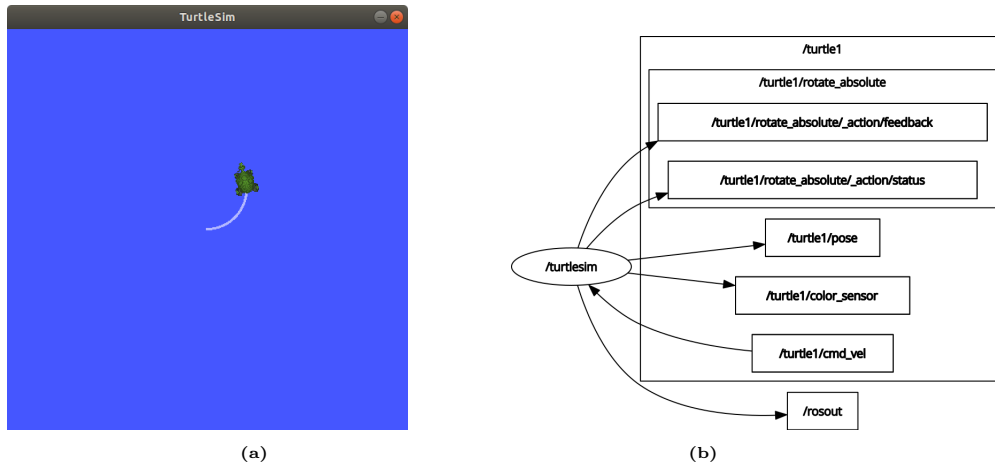 TurtleSim
(a)
/turtle1
/turtle1/rotate_absolute
/turtle1/rotate_absolute/_action/feedback
/turtle1/rotate_absolute/_action/status
/turtle1/pose
/turtlesim
/turtle1/color_sensor
/turtle1/cmd_vel
/rosout
(b)